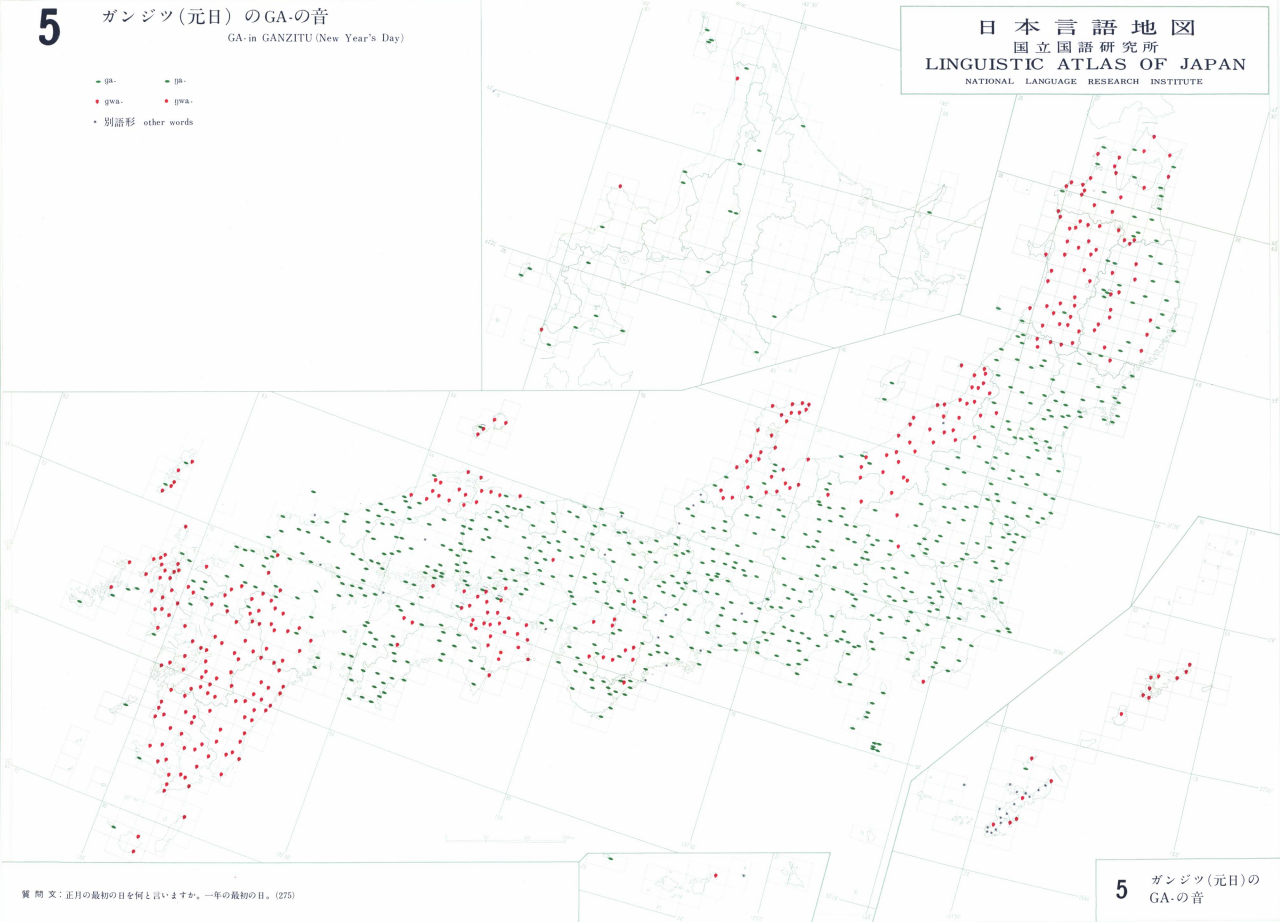 5
ガンジツ(元日)のGA-の音
GA-in GANZITU(New Year's Day)
ga-
ŋa-
gwa-
ŋwa-
別語形 other words
日本言語地図
国立国語研究所
LINGUISTIC ATLAS OF JAPAN
NATIONAL LANGUAGE RESEARCH INSTITUTE
質問文：正月の最初の日を何と言いますか。一年の最初の日。(275)
5
ガンジツ(元日)の
GA-の音